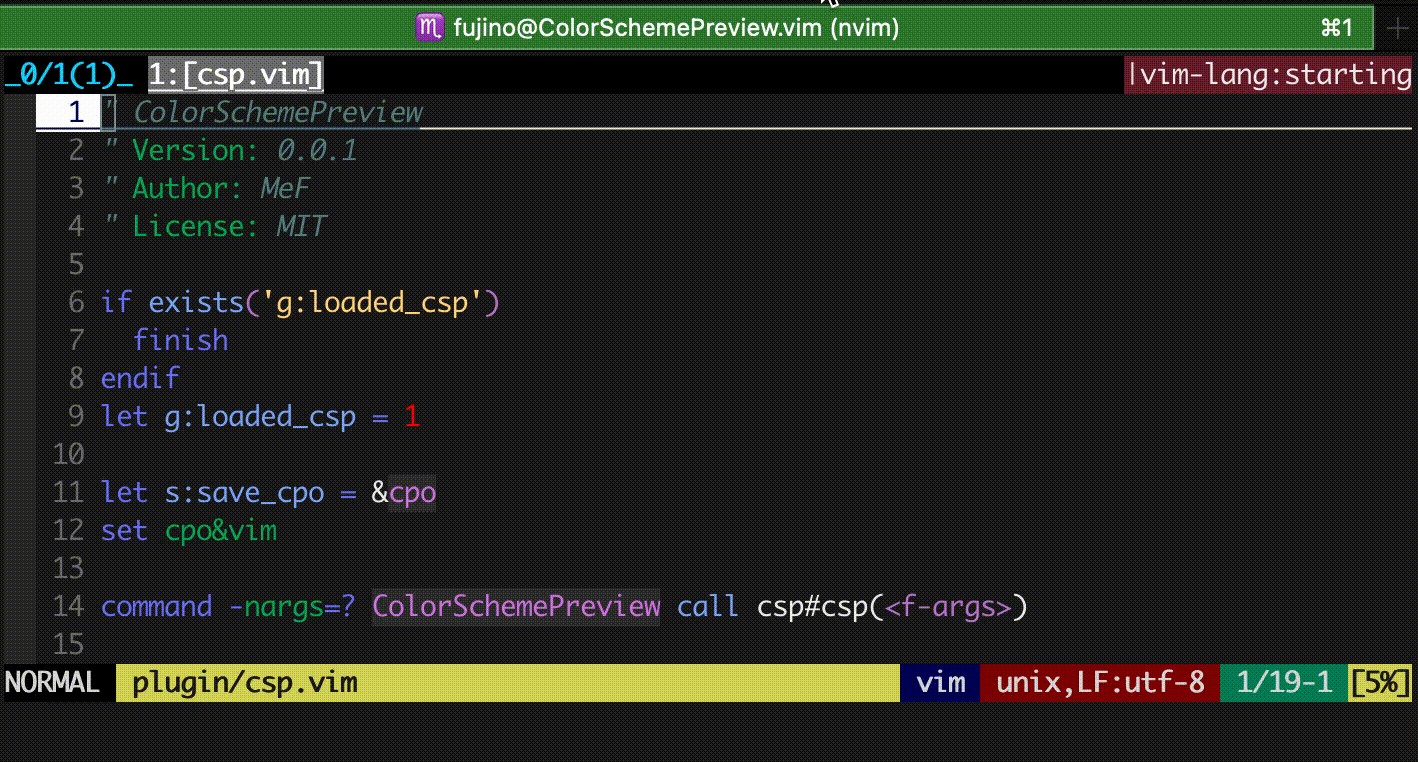 ♏ fujino@ColorSchemePreview.vim (nvim) ⌘1 +
_0/1(1)_ 1:[csp.vim] |vim-lang:starting
1 " ColorSchemePreview
2 " Version: 0.0.1
3 " Author: MeF
4 " License: MIT
5
6 if exists('g:loaded_csp')
7   finish
8 endif
9 let g:loaded_csp = 1
10
11 let s:save_cpo = &cpo
12 set cpo&vim
13
14 command -nargs=? ColorSchemePreview call csp#csp(<f-args>)
15
NORMAL plugin/csp.vim vim unix,LF:utf-8 1/19-1 [5%]